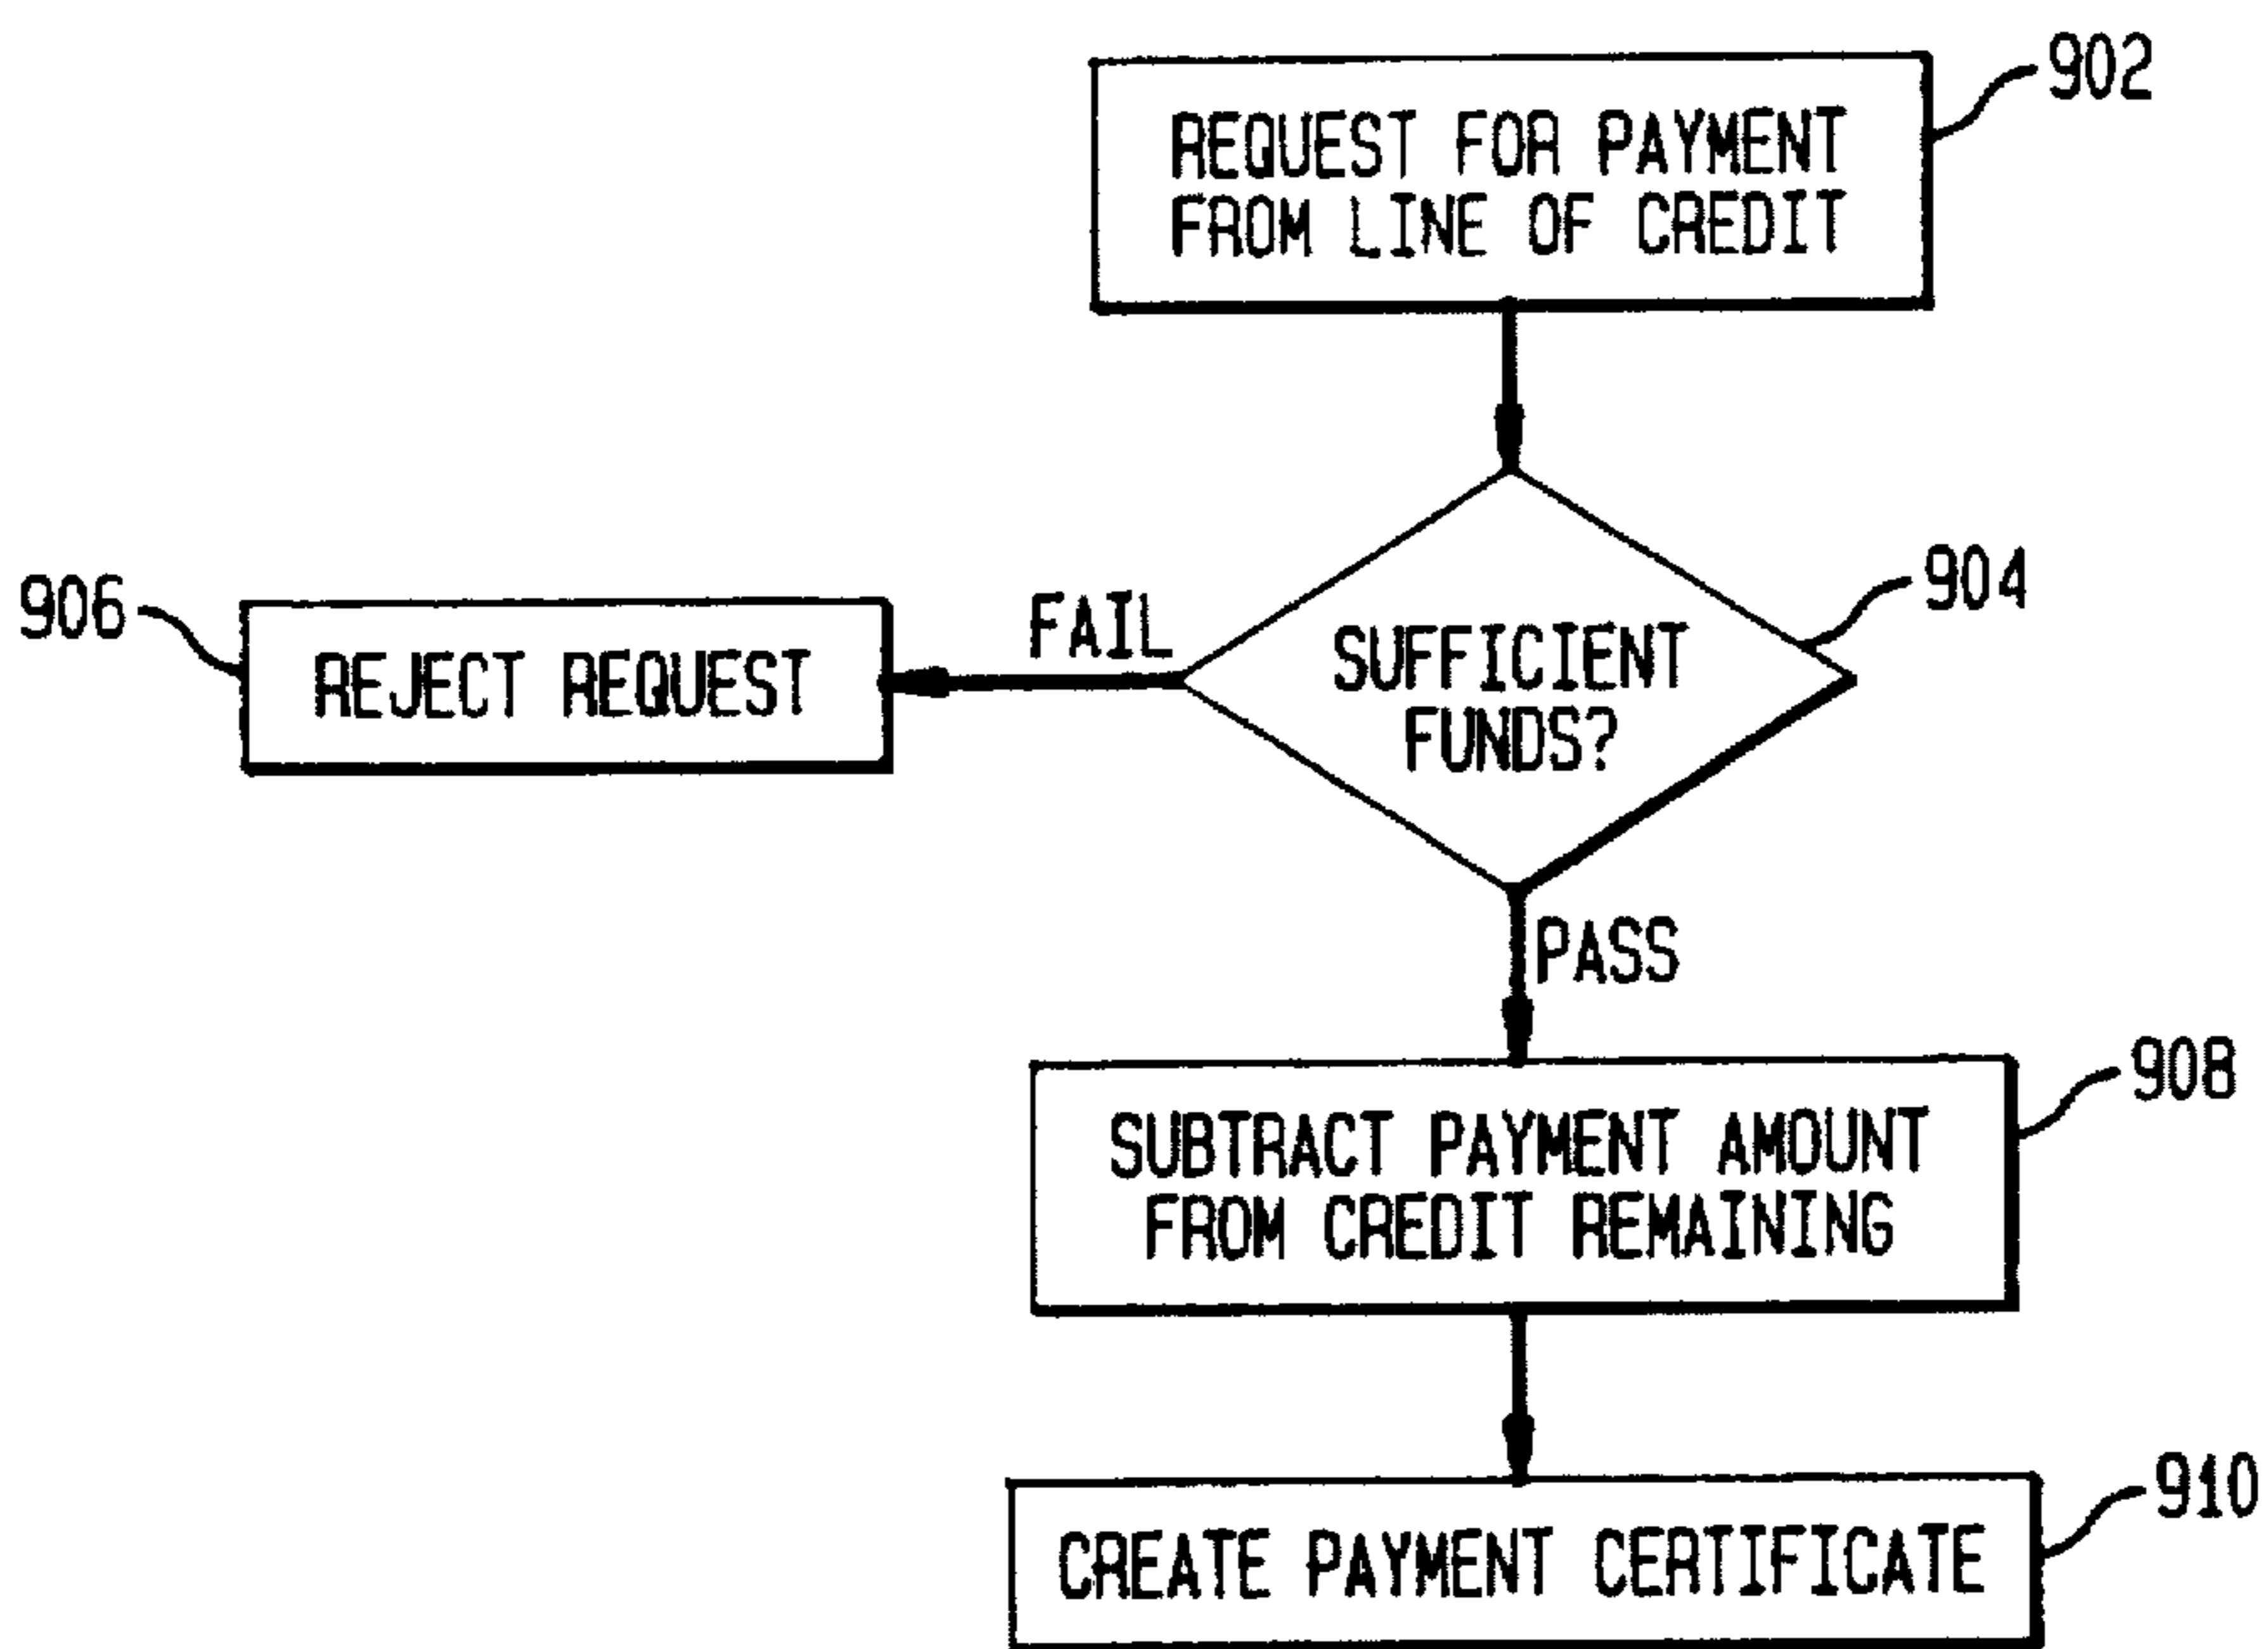 902
REQUEST FOR PAYMENT
FROM LINE OF CREDIT
904
SUFFICIENT
FUNDS?
FAIL
906
REJECT REQUEST
PASS
908
SUBTRACT PAYMENT AMOUNT
FROM CREDIT REMAINING
910
CREATE PAYMENT CERTIFICATE